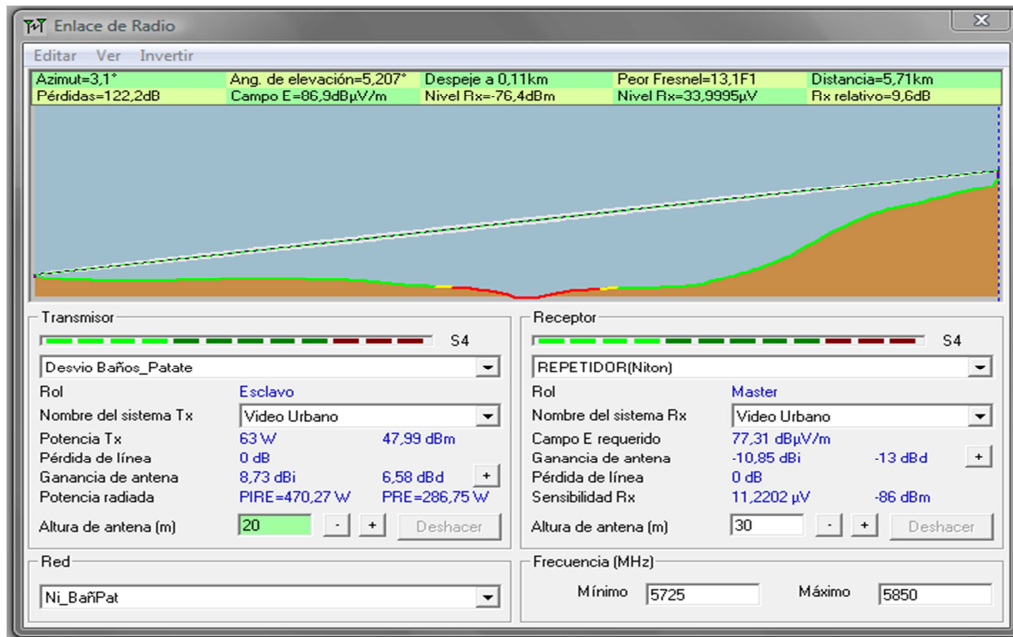 Enlace de Radio
Editar Ver Invertir
Azimut=3,1° Ang. de elevación=5,207° Despeje a 0,11km Peor Fresnel=13,1F1 Distancia=5,71km
Pérdidas=122,2dB Campo E=86,9dBµV/m Nivel Rx=-76,4dBm Nivel Rx=33,9995µV Rx relativo=9,6dB
Transmisor
S4
Desvio Baños_Patate
Rol Esclavo
Nombre del sistema Tx Video Urbano
Potencia Tx 63 W 47,99 dBm
Pérdida de línea 0 dB
Ganancia de antena 8,73 dBi 6,58 dBd +
Potencia radiada PIRE=470,27 W PRE=286,75 W
Altura de antena (m) 20 - + Deshacer
Red
Ni_BañPat
Receptor
S4
REPETIDOR(Niton)
Rol Master
Nombre del sistema Rx Video Urbano
Campo E requerido 77,31 dBµV/m
Ganancia de antena -10,85 dBi -13 dBd +
Pérdida de línea 0 dB
Sensibilidad Rx 11,2202 µV -86 dBm
Altura de antena (m) 30 - + Deshacer
Frecuencia (MHz)
Mínimo 5725 Máximo 5850